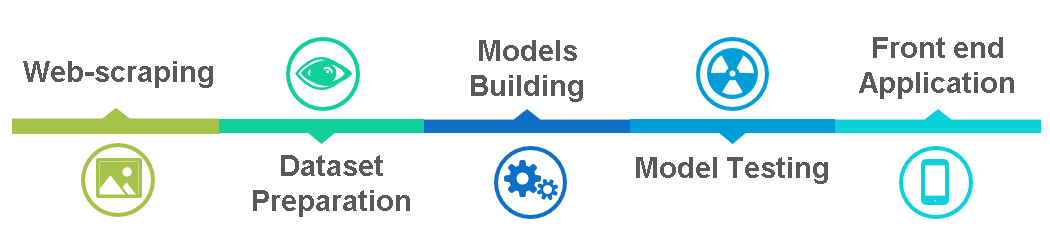 Web-scraping
Dataset
Preparation
Models
Building
Model Testing
Front end
Application